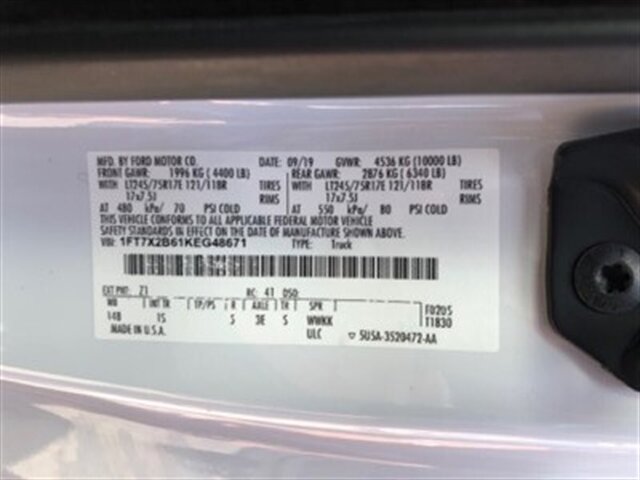 MFD. BY FORD MOTOR CO. DATE: 09/19 GVWR: 4536 KG (10000 LB)
FRONT GAWR: 1996 KG ( 4400 LB) REAR GAWR: 2876 KG ( 6340 LB)
WITH LT245/75R17E 121/118R TIRES WITH LT245/75R17E 121/118R TIRES
17x7.5J RIMS 17x7.5J RIMS
AT 480 kPa/ 70 PSI COLD AT 550 kPa/ 80 PSI COLD
THIS VEHICLE CONFORMS TO ALL APPLICABLE FEDERAL MOTOR VEHICLE
SAFETY STANDARDS IN EFFECT ON THE DATE OF MANUFACTURE SHOWN ABOVE.
VIN: 1FT7X2B61KEG48671 TYPE: Truck
EXT PNT: Z1 RC: 41 DSO:
WB INT TR TP/PS R AXLE TR SPR F0205
148 1S 5 3E S WWKK T1830
MADE IN U.S.A. ULC ▽ 5USA-3520472-AA